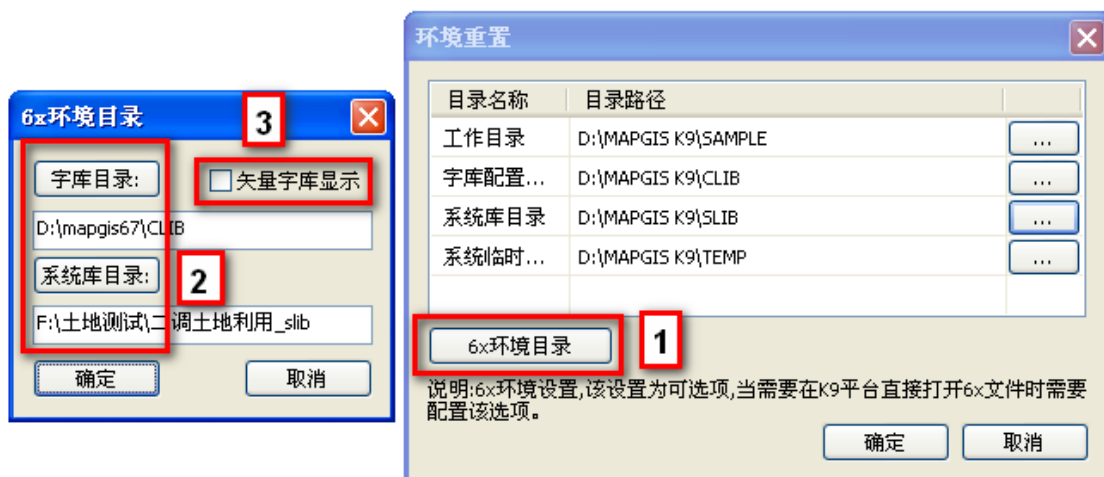 6x环境目录
3
字库目录:
矢量字库显示
D:\mapgis67\CLIB
系统库目录:
2
F:\土地测试\二调土地利用_slib
确定
取消
环境重置
目录名称
目录路径
工作目录
D:\MAPGIS K9\SAMPLE
...
字库配置...
D:\MAPGIS K9\CLIB
...
系统库目录
D:\MAPGIS K9\SLIB
...
系统临时...
D:\MAPGIS K9\TEMP
...
6x环境目录
1
说明:6x环境设置,该设置为可选项,当需要在K9平台直接打开6x文件时需要
配置该选项。
确定
取消